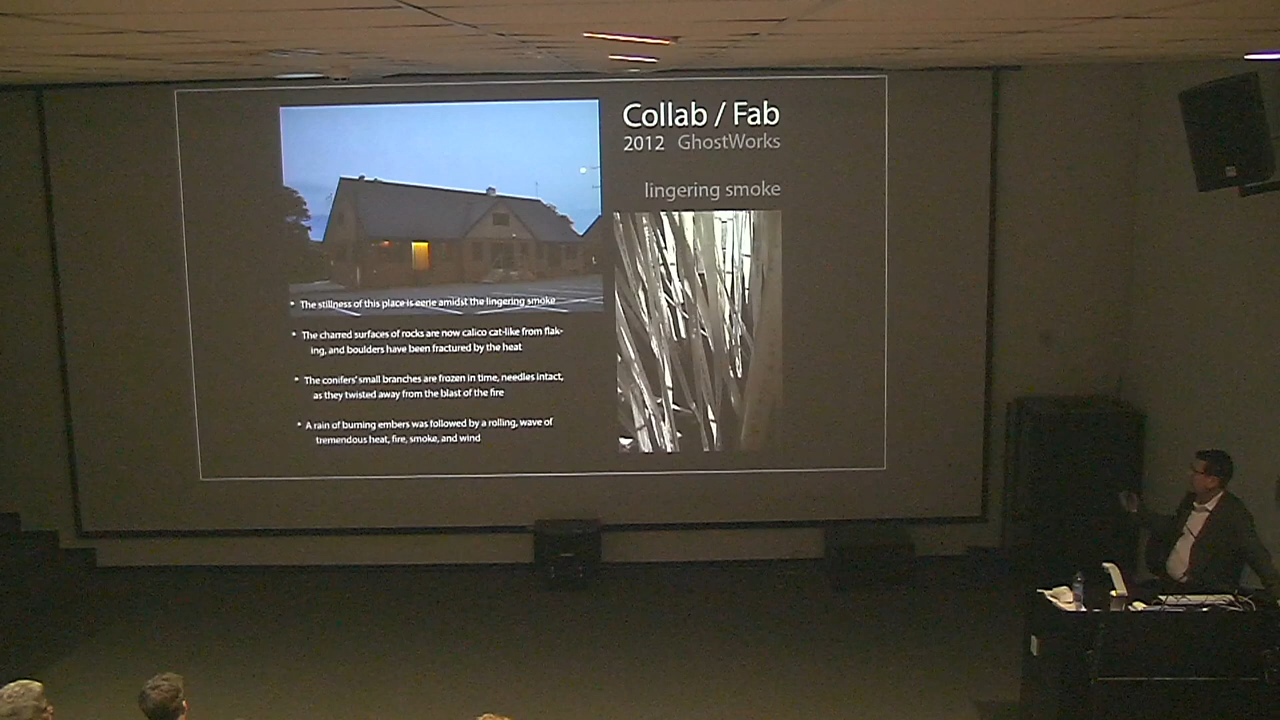 Collab / Fab
2012 GhostWorks
lingering smoke
* The stillness of this place is eerie amidst the lingering smoke
* The charred surfaces of rocks are now calico cat-like from flak-
ing, and boulders have been fractured by the heat
* The conifers' small branches are frozen in time, needles intact,
as they twisted away from the blast of the fire
* A rain of burning embers was followed by a rolling, wave of
tremendous heat, fire, smoke, and wind